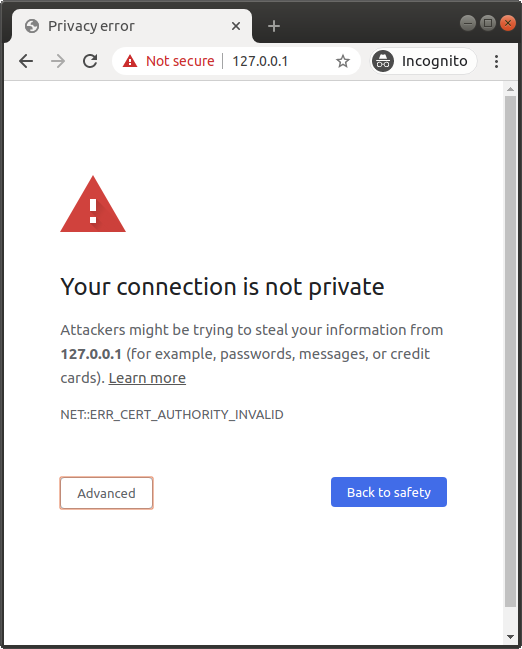 Privacy error
Not secure
127.0.0.1
Incognito
Your connection is not private
Attackers might be trying to steal your information from
127.0.0.1 (for example, passwords, messages, or credit
cards). Learn more
NET::ERR_CERT_AUTHORITY_INVALID
Advanced
Back to safety